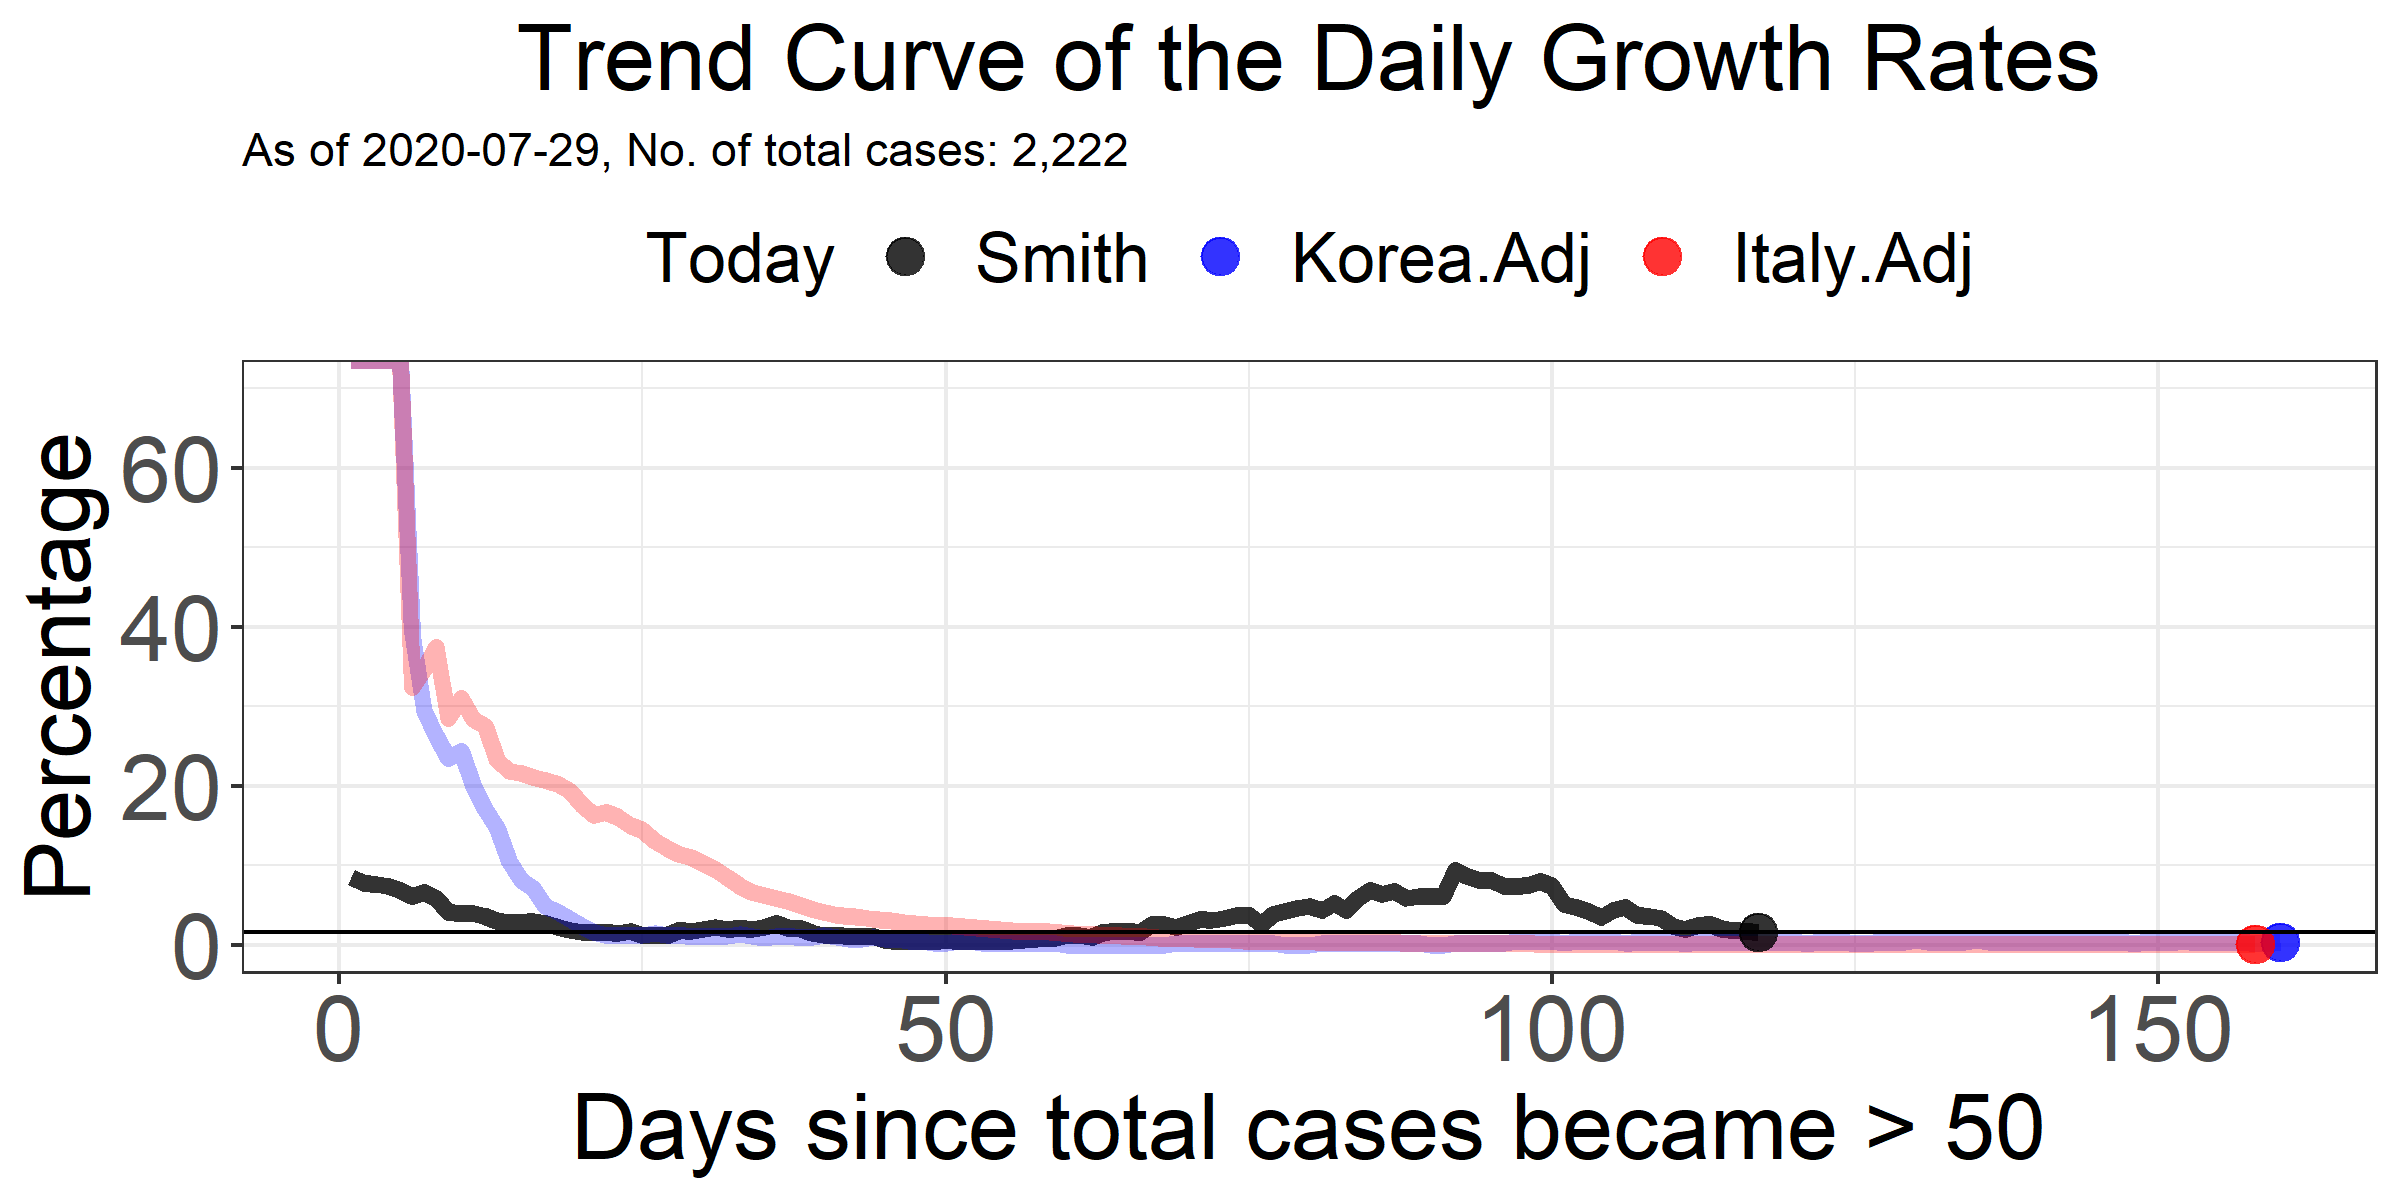 Trend Curve of the Daily Growth Rates
As of 2020-07-29, No. of total cases: 2,222
Today Smith Korea.Adj Italy.Adj
Percentage
60
40
20
0
0 50 100 150
Days since total cases became > 50